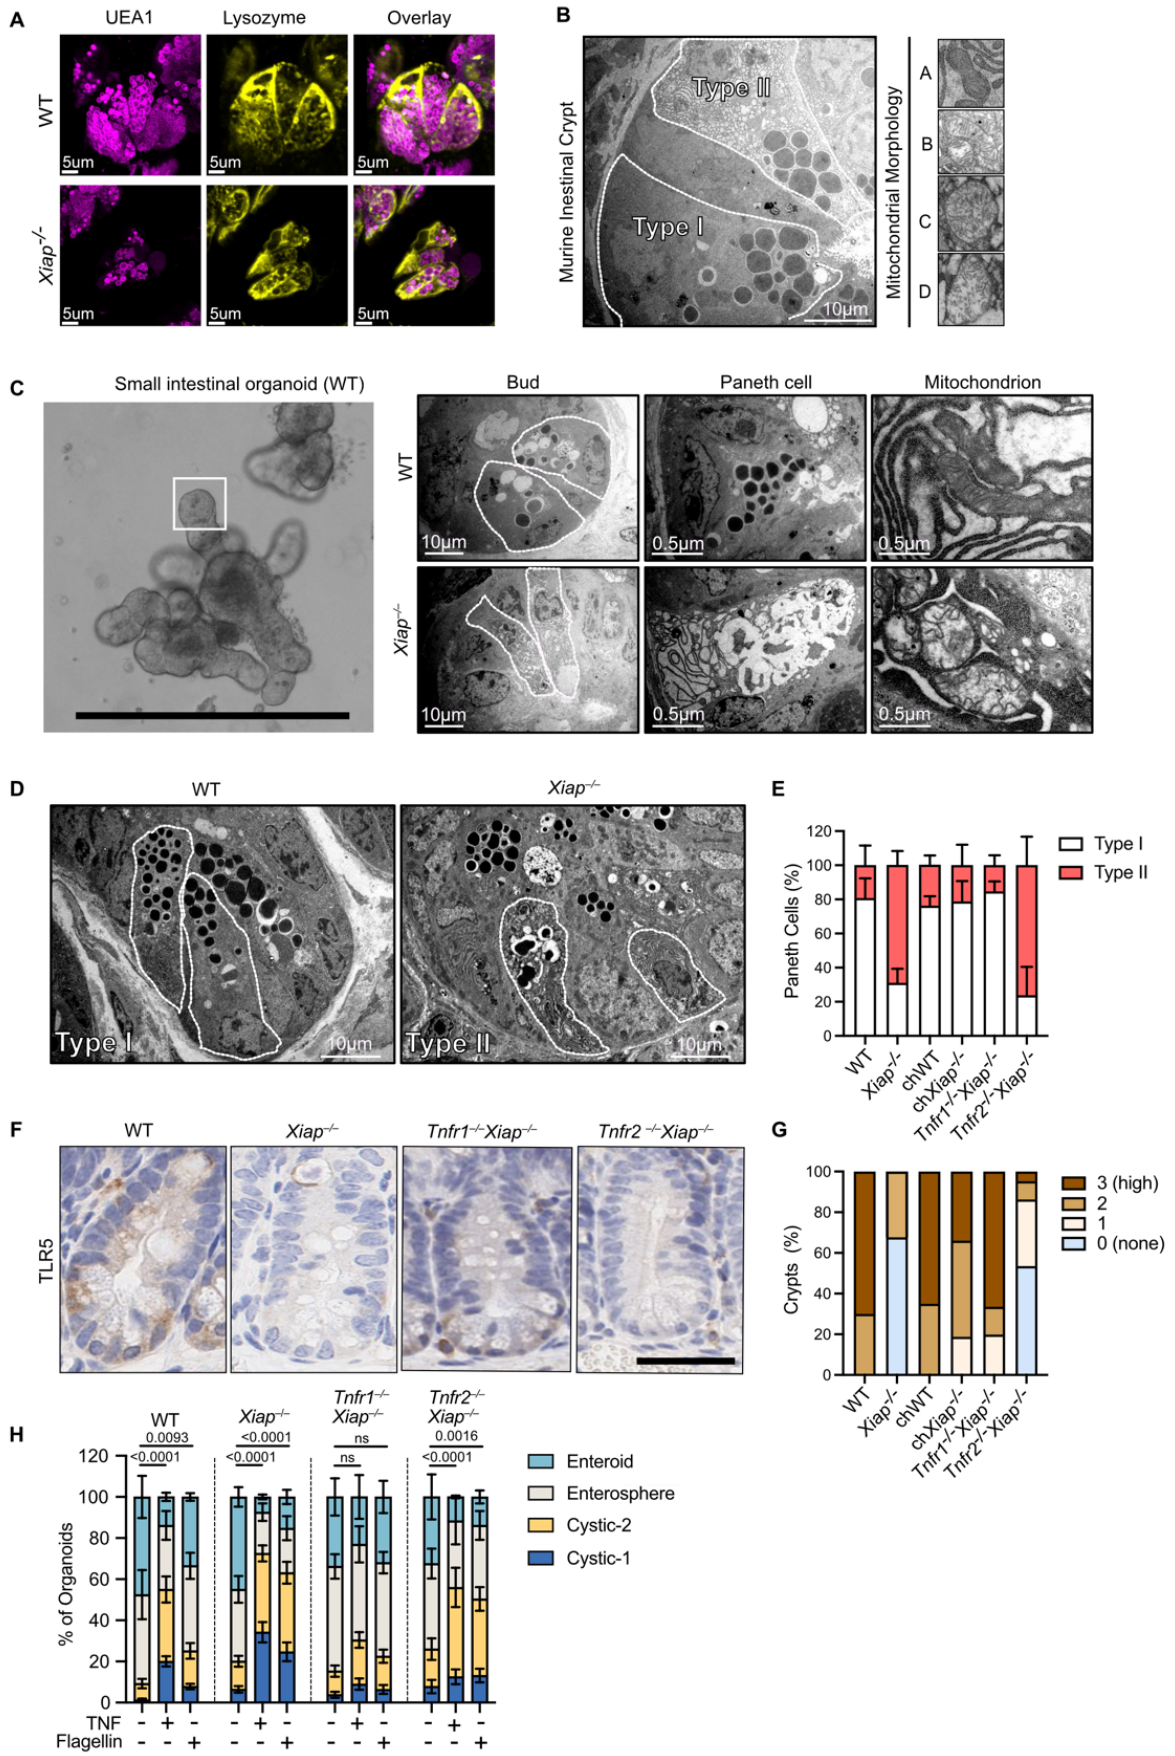 A
UEA1 Lysozyme Overlay
WT
5um 5um 5um
Xiap-/-
5um 5um 5um
B
Murine Inestinal Crypt
Type II
Type I
10µm
Mitochondrial Morphology
A
B
C
D
C
Small intestinal organoid (WT)
Bud Paneth cell Mitochondrion
WT
10µm 0.5µm 0.5µm
Xiap-/-
10µm 0.5µm 0.5µm
D
WT Xiap-/-
Type I 10µm
Type II 10µm
E
Paneth Cells (%)
120
100
80
60
40
20
0
WT Xiap-/- chWT chXiap-/- Tnfr1-/-Xiap-/- Tnfr2-/-Xiap-/-
Type I
Type II
F
WT Xiap-/- Tnfr1-/-Xiap-/- Tnfr2 -/-Xiap-/-
TLR5
G
Crypts (%)
100
80
60
40
20
0
WT Xiap-/- chWT chXiap-/- Tnfr1-/-Xiap-/- Tnfr2-/-Xiap-/-
3 (high)
2
1
0 (none)
H
WT Xiap-/- Tnfr1-/- Xiap-/- Tnfr2-/- Xiap-/-
0.0093 <0.0001 ns 0.0016
<0.0001 <0.0001 ns <0.0001
% of Organoids
120
100
80
60
40
20
0
TNF - + - - + - - + - - + -
Flagellin - - + - - + - - + - - +
Enteroid
Enterosphere
Cystic-2
Cystic-1